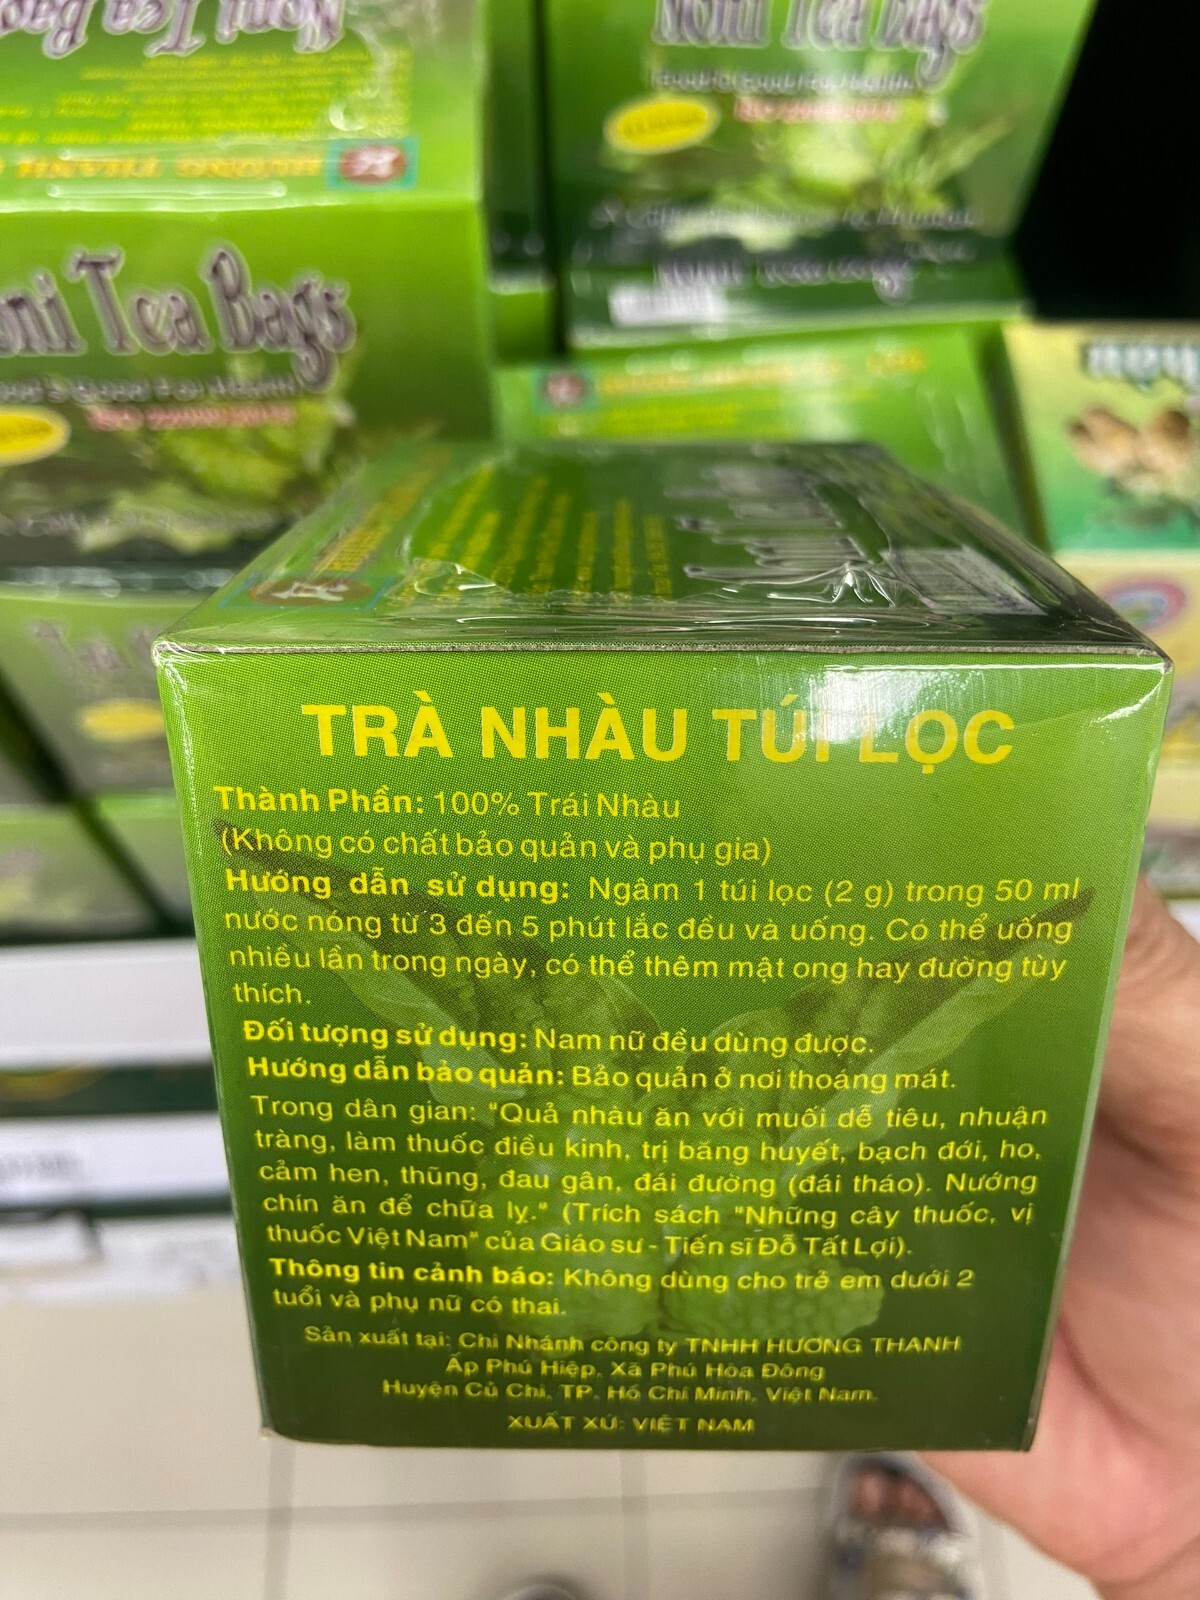 Noni Tea Bags
Noni Tea Bags
Noni Tea Bags
TRÀ NHÀU TÚI LỌC
Thành Phần: 100% Trái Nhàu
(Không có chất bảo quản và phụ gia)
Hướng dẫn sử dụng: Ngâm 1 túi lọc (2 g) trong 50 ml
nước nóng từ 3 đến 5 phút lắc đều và uống. Có thể uống
nhiều lần trong ngày, có thể thêm mật ong hay đường tùy
thích.
Đối tượng sử dụng: Nam nữ đều dùng được.
Hướng dẫn bảo quản: Bảo quản ở nơi thoáng mát.
Trong dân gian: "Quả nhàu ăn với muối dễ tiêu, nhuận
tràng, làm thuốc điều kinh, trị băng huyết, bạch đới, ho,
cảm hen, thũng, đau gân, đái đường (đái tháo). Nướng
chín ăn để chữa lỵ." (Trích sách "Những cây thuốc, vị
thuốc Việt Nam" của Giáo sư - Tiến sĩ Đỗ Tất Lợi).
Thông tin cảnh báo: Không dùng cho trẻ em dưới 2
tuổi và phụ nữ có thai.
Sản xuất tại: Chi Nhánh công ty TNHH HƯƠNG THANH
Ấp Phú Hiệp, Xã Phú Hòa Đông
Huyện Củ Chi, TP. Hồ Chí Minh, Việt Nam.
XUẤT XỨ: VIỆT NAM